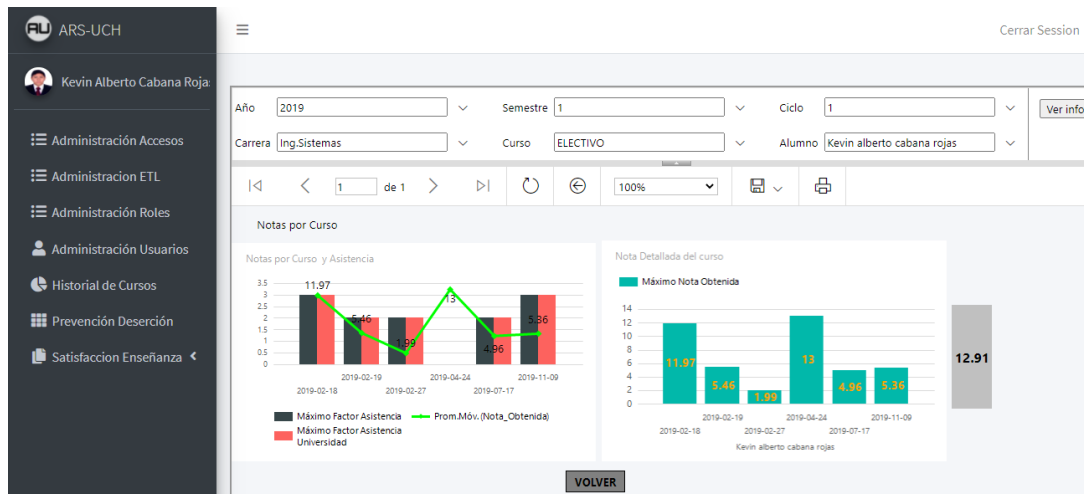 ARS-UCH
Cerrar Session
Kevin Alberto Cabana Roja
Administración Accesos
Administracion ETL
Administración Roles
Administración Usuarios
Historial de Cursos
Prevención Deserción
Satisfaccion Enseñanza
Año 2019 Semestre 1 Ciclo 1 Ver info
Carrera Ing.Sistemas Curso ELECTIVO Alumno Kevin alberto cabana rojas
1 de 1 100%
Notas por Curso
Notas por Curso y Asistencia
3.5
3
2.5
2
1.5
1
0.5
0
11.97 5.46 1.99 13 4.96 5.36
2019-02-19 2019-04-24 2019-11-09
2019-02-18 2019-02-27 2019-07-17
Máximo Factor Asistencia Prom.Móv.(Nota_Obtenida)
Máximo Factor Asistencia
Universidad
Nota Detallada del curso
Máximo Nota Obtenida
14
12
10
8
6
4
2
0
11.97 5.46 1.99 13 4.96 5.36
2019-02-19 2019-04-24 2019-11-09
2019-02-18 2019-02-27 2019-07-17
Kevin alberto cabana rojas
12.91
VOLVER